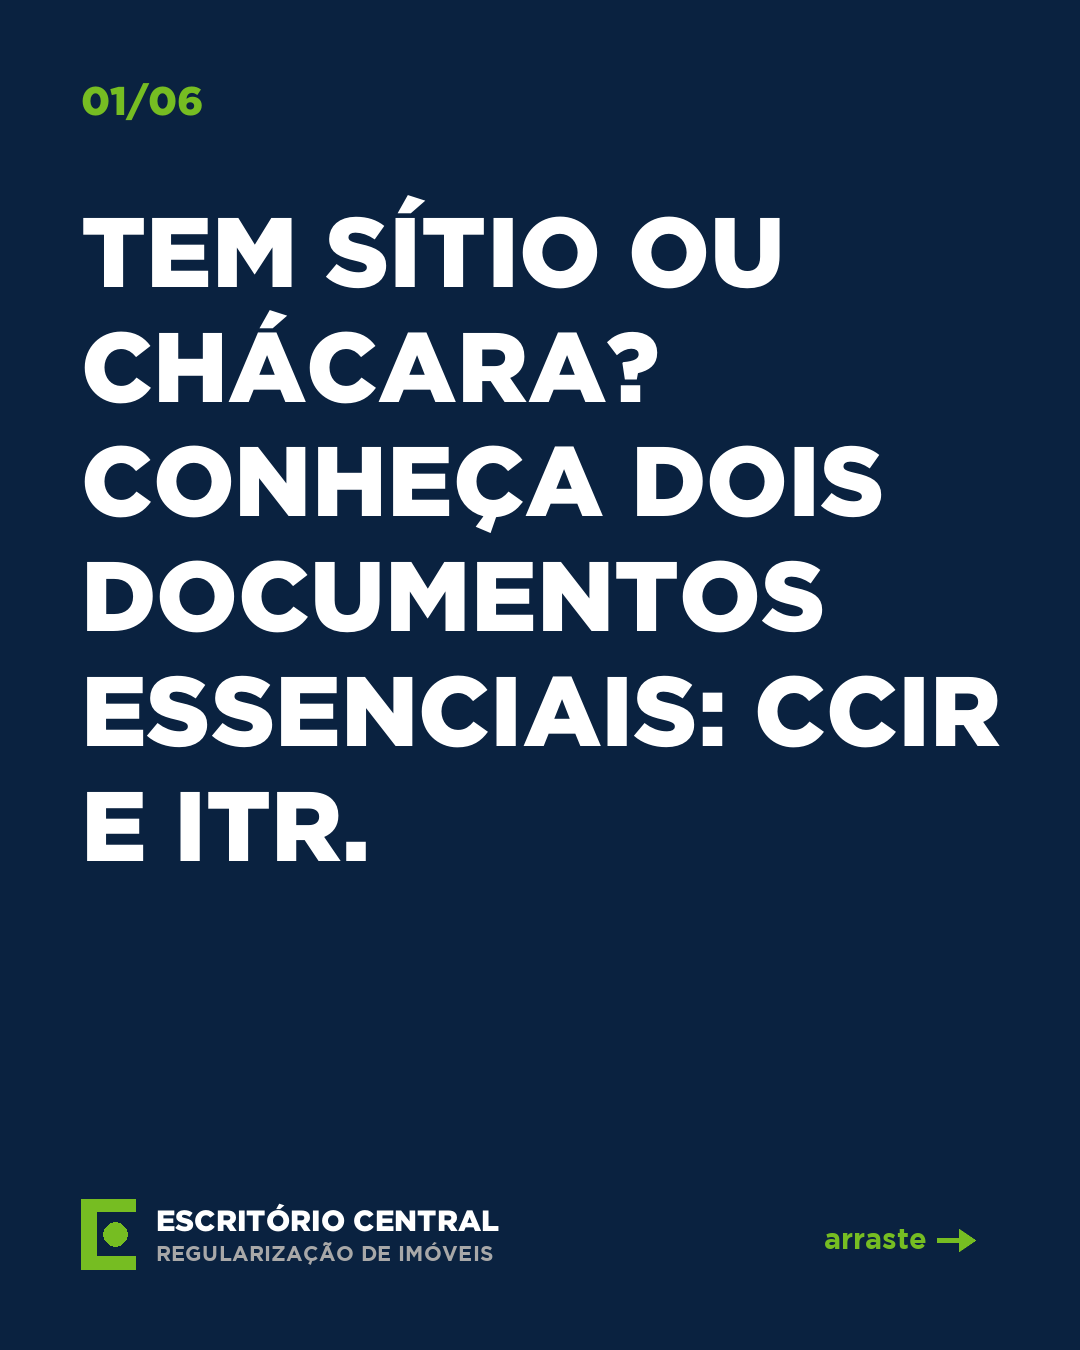 01/06
TEM SÍTIO OU
CHÁCARA?
CONHEÇA DOIS
DOCUMENTOS
ESSENCIAIS: CCIR
E ITR.
ESCRITÓRIO CENTRAL
REGULARIZAÇÃO DE IMÓVEIS
arraste